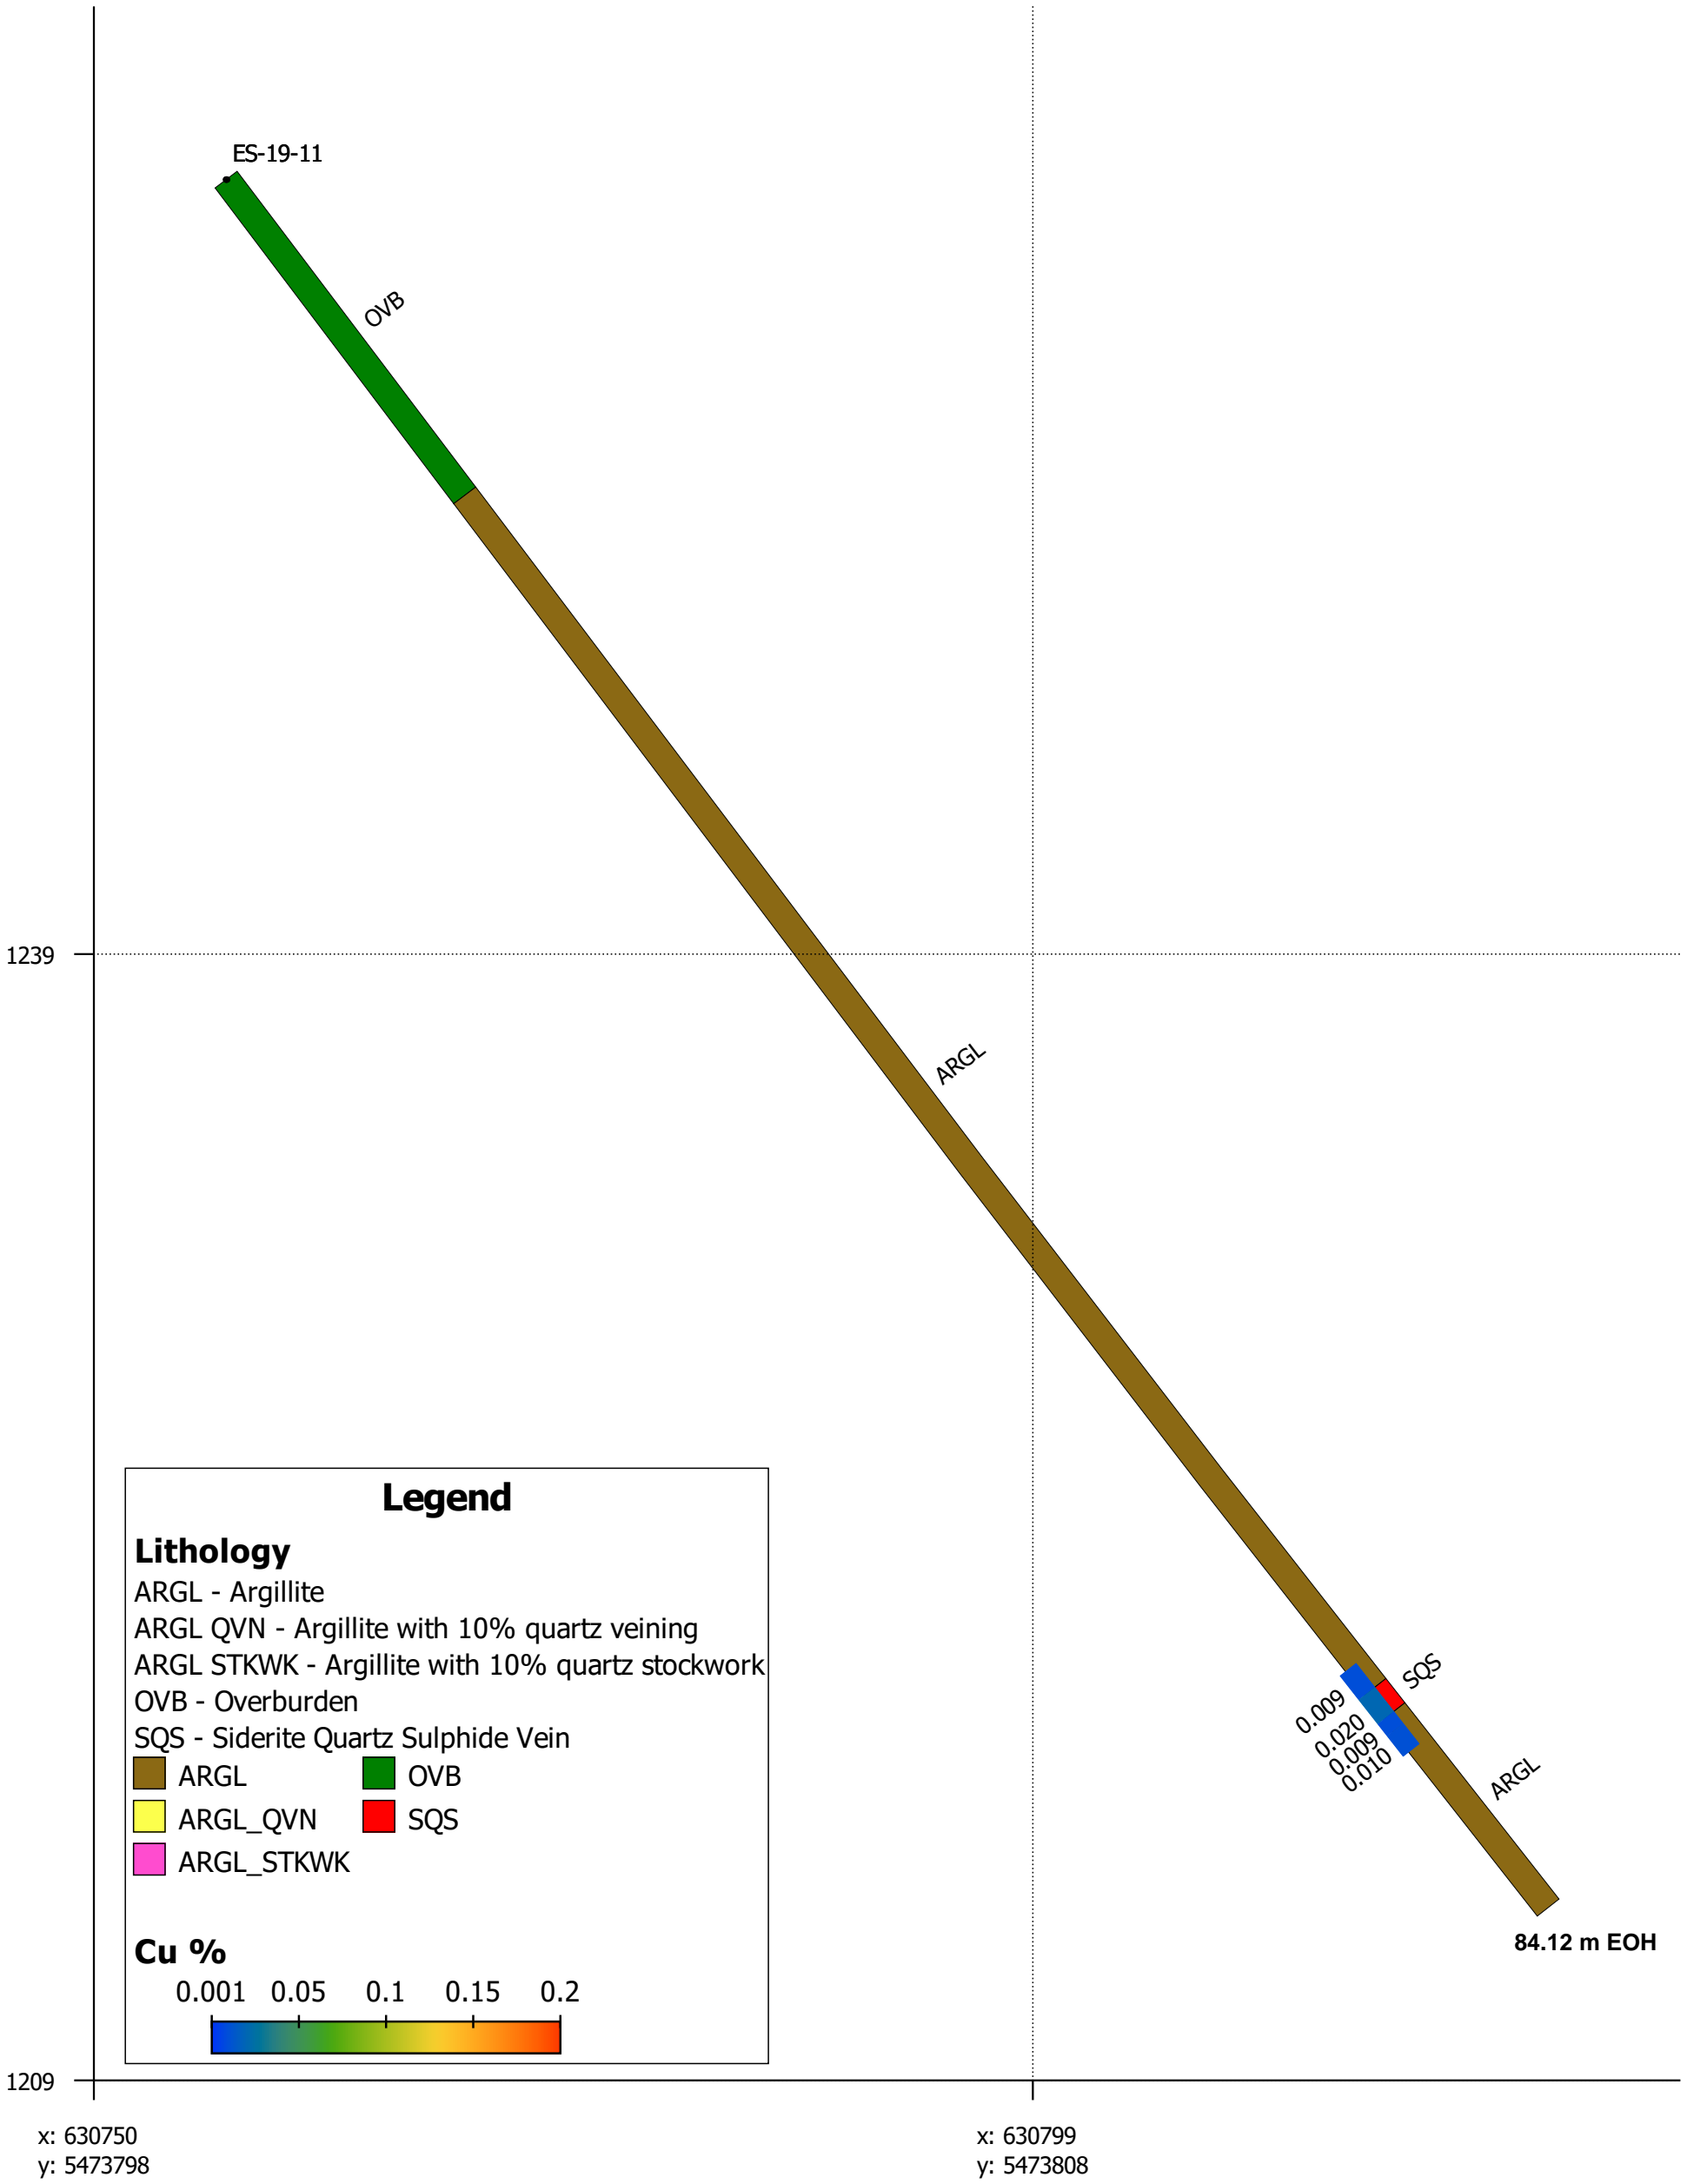 ES-19-11
OVB
1239
ARGL
SQS
0.009
0.020
0.009
0.010
ARGL
84.12 m EOH
Legend
Lithology
ARGL - Argillite
ARGL QVN - Argillite with 10% quartz veining
ARGL STKWK - Argillite with 10% quartz stockwork
OVB - Overburden
SQS - Siderite Quartz Sulphide Vein
ARGL OVB
ARGL_QVN SQS
ARGL_STKWK
Cu %
0.001 0.05 0.1 0.15 0.2
1209
x: 630750 x: 630799
y: 5473798 y: 5473808